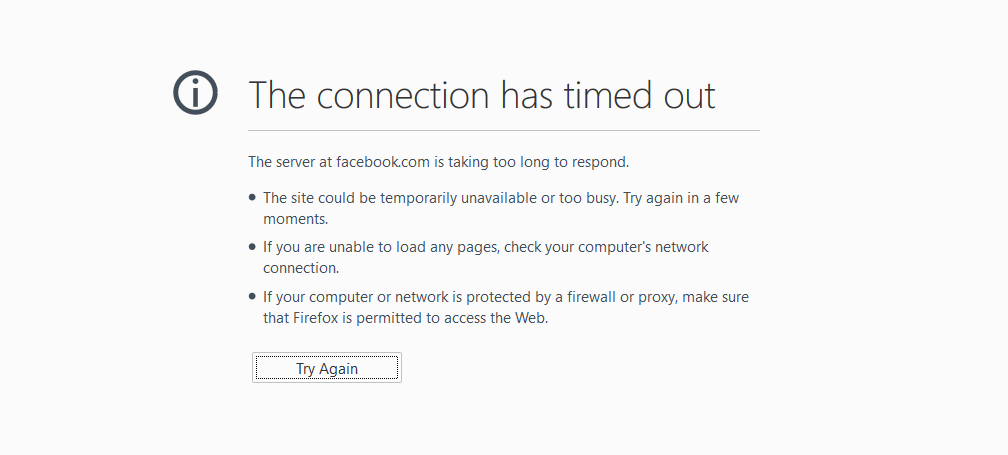 The connection has timed out
The server at facebook.com is taking too long to respond.
• The site could be temporarily unavailable or too busy. Try again in a few
moments.
• If you are unable to load any pages, check your computer's network
connection.
• If your computer or network is protected by a firewall or proxy, make sure
that Firefox is permitted to access the Web.
Try Again